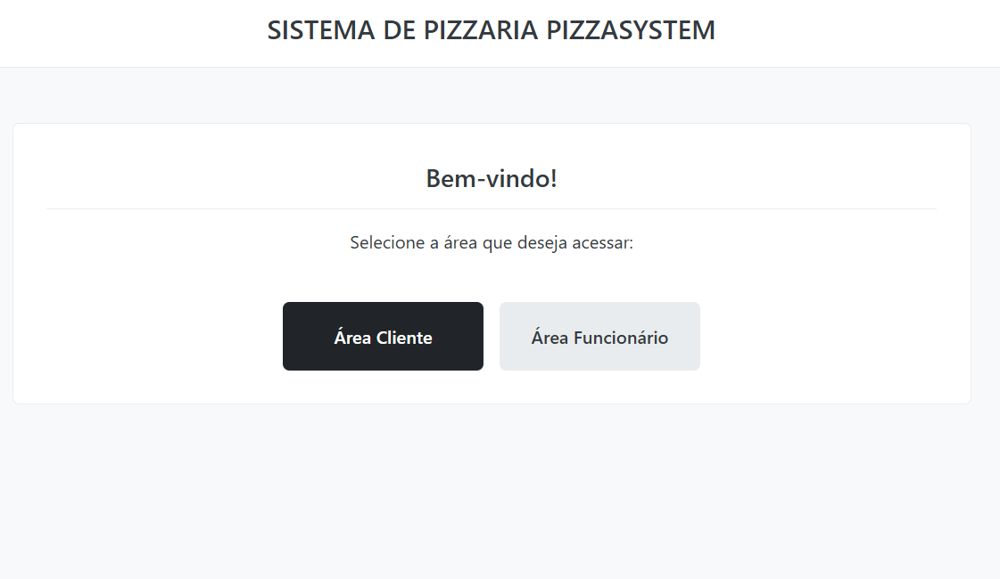 SISTEMA DE PIZZARIA PIZZASYSTEM
Bem-vindo!
Selecione a área que deseja acessar:
Área Cliente
Área Funcionário